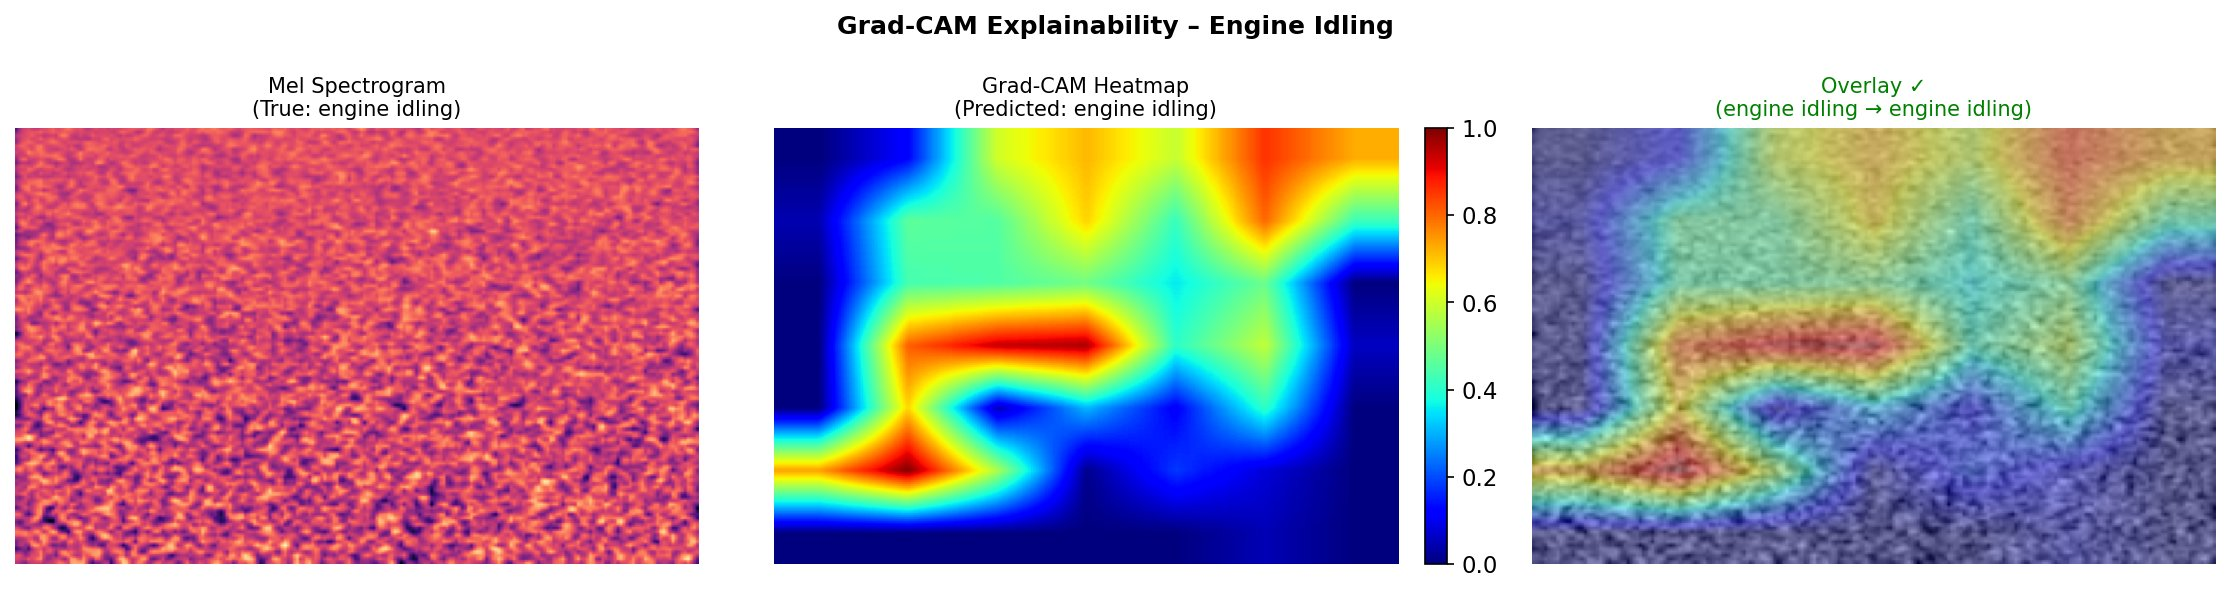 Grad-CAM Explainability – Engine Idling
Mel Spectrogram
(True: engine idling)
Grad-CAM Heatmap
(Predicted: engine idling)
1.0
0.8
0.6
0.4
0.2
0.0
Overlay ✓
(engine idling → engine idling)